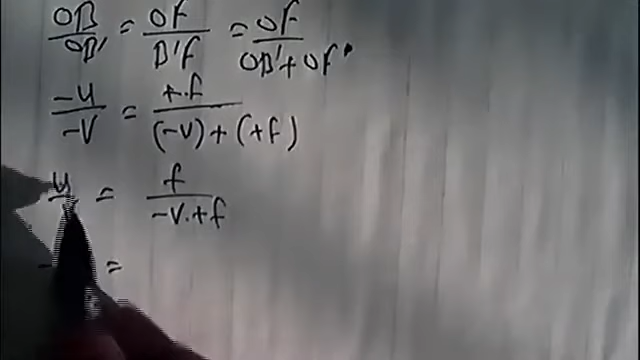 OB/OB' = OF/B'F = OF/OB'+OF
-u/-v = +f/(-v)+(+f)
u/ = f/-v+f
- =